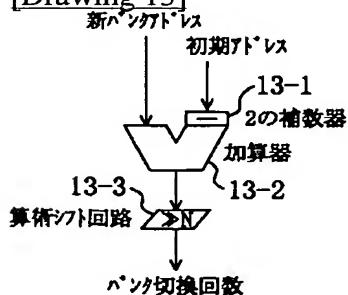 [Drawing 13]
新バンクアドレス
初期アドレス
13-1
2の補数器
加算器
13-3
13-2
算術シフト回路
≫N
バンク切換回数